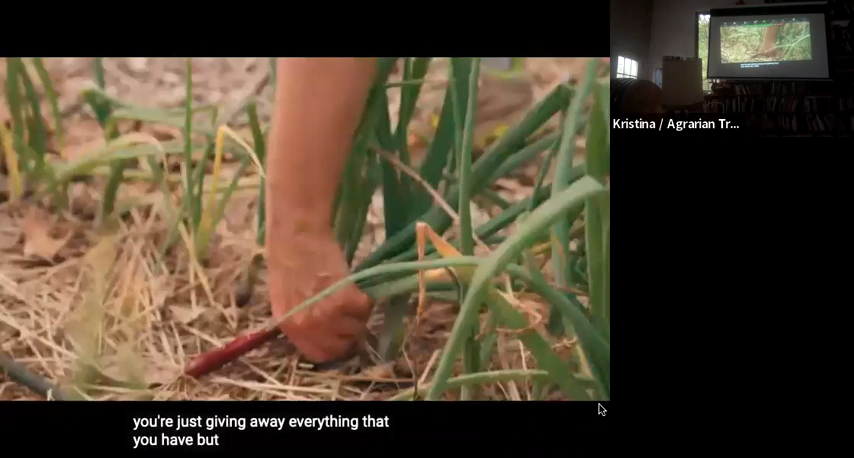 Kristina / Agrarian Tr...
you're just giving away everything that
you have but